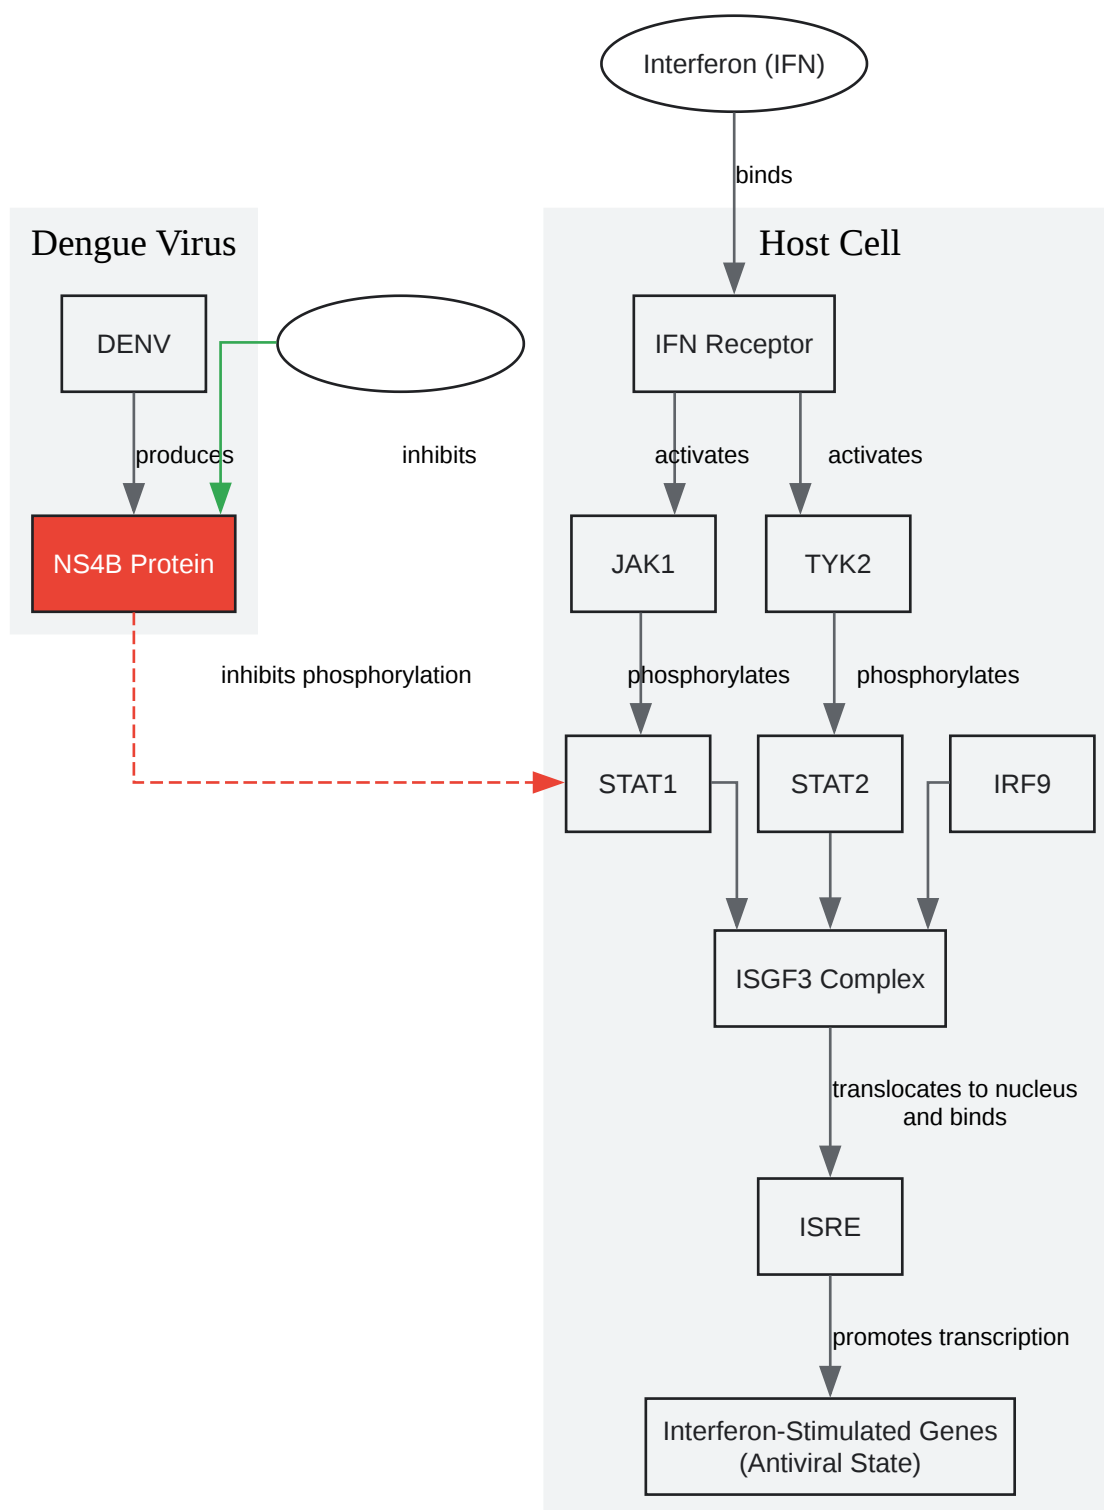 Interferon (IFN)
binds
Dengue Virus
Host Cell
DENV
IFN Receptor
produces
inhibits
activates
activates
NS4B Protein
JAK1
TYK2
inhibits phosphorylation
phosphorylates
phosphorylates
STAT1
STAT2
IRF9
ISGF3 Complex
translocates to nucleus
and binds
ISRE
promotes transcription
Interferon-Stimulated Genes
(Antiviral State)